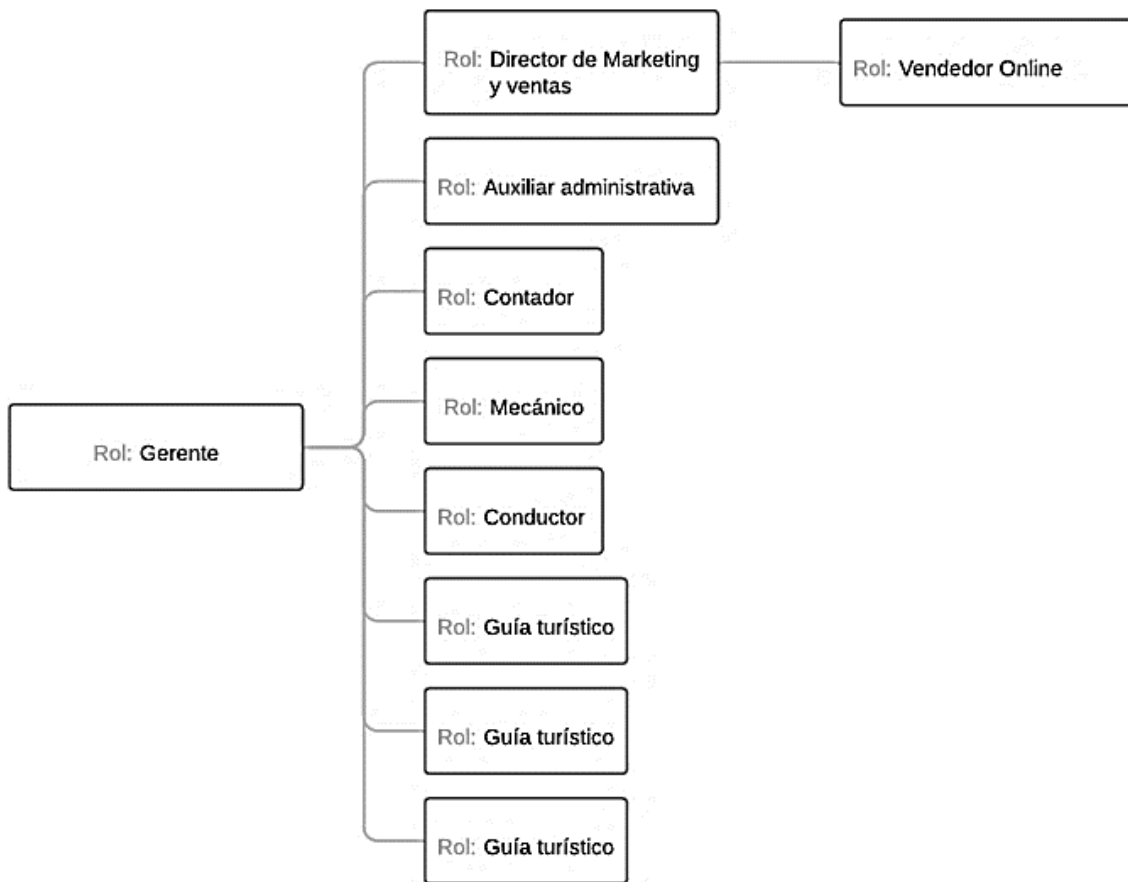 Rol: Director de Marketing
y ventas
Rol: Vendedor Online
Rol: Auxiliar administrativa
Rol: Contador
Rol: Mecánico
Rol: Gerente
Rol: Conductor
Rol: Guía turístico
Rol: Guía turístico
Rol: Guía turístico